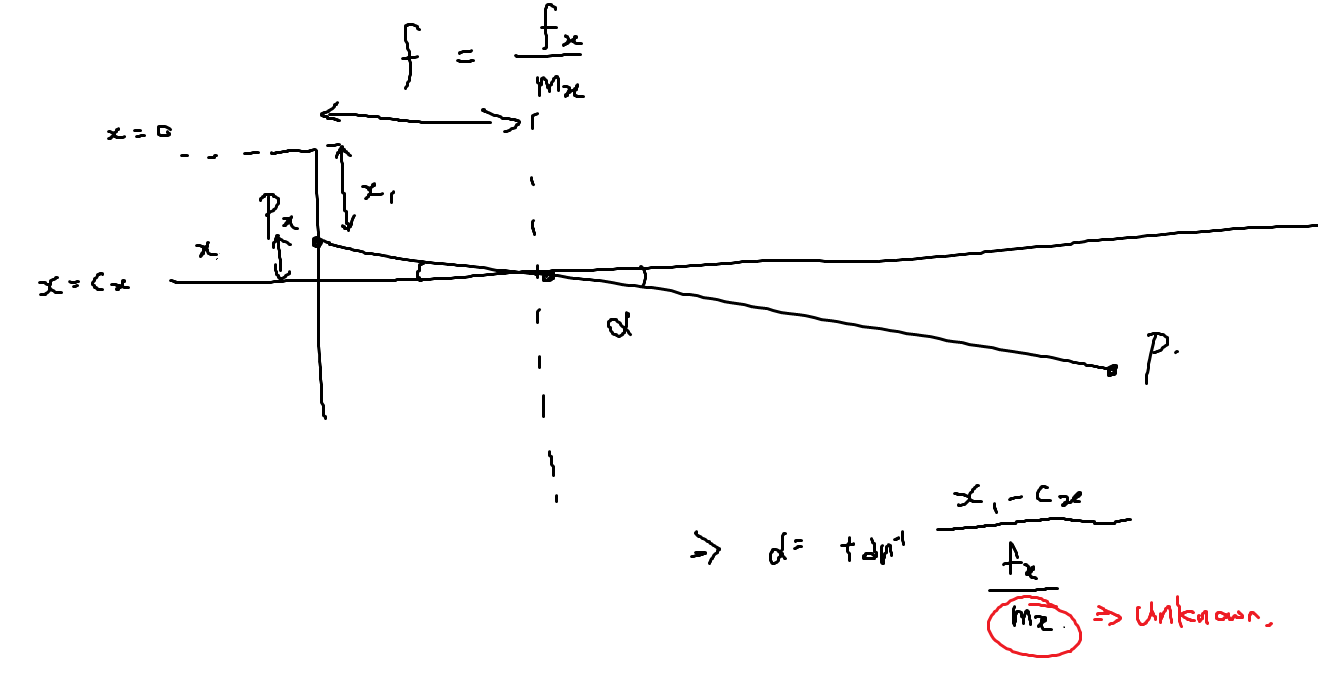 f = fx / mx
x = 0
x1
Px
x
x = cx
α
P.
⇒ α = tan⁻¹ (x1 - cx) / (fx / mx) ⇒ Unknown.